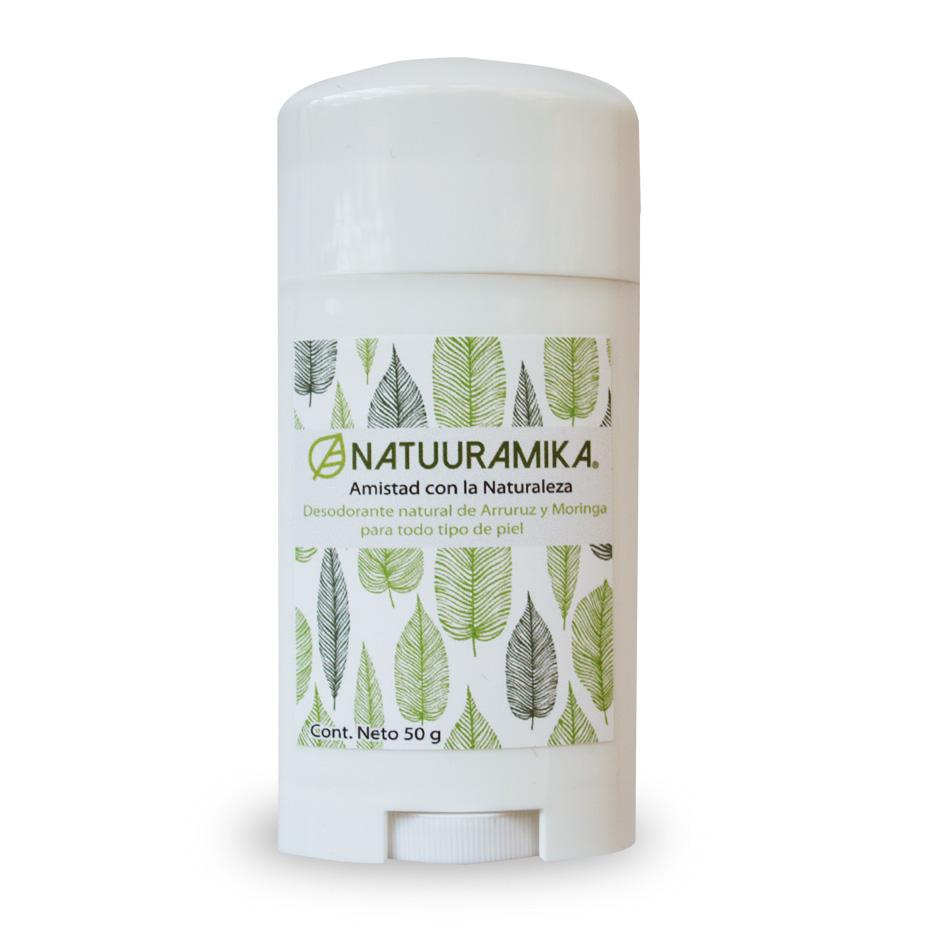 NATUURAMIKA®
Amistad con la Naturaleza
Desodorante natural de Arruruz y Moringa
para todo tipo de piel
Cont. Neto 50 g